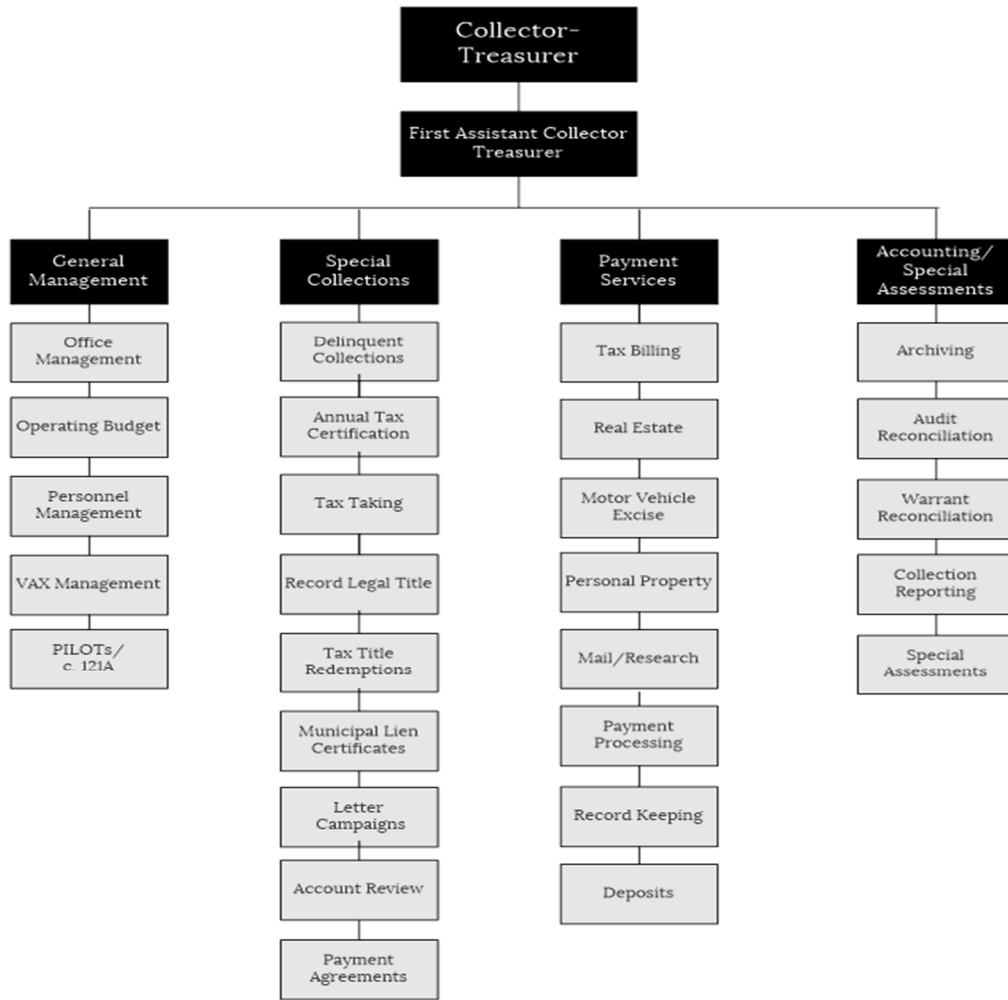 Collector-
Treasurer
First Assistant Collector
Treasurer
General
Management
Office
Management
Operating Budget
Personnel
Management
VAX Management
PILOTs/
c. 121A
Special
Collections
Delinquent
Collections
Annual Tax
Certification
Tax Taking
Record Legal Title
Tax Title
Redemptions
Municipal Lien
Certificates
Letter
Campaigns
Account Review
Payment
Agreements
Payment
Services
Tax Billing
Real Estate
Motor Vehicle
Excise
Personal Property
Mail/Research
Payment
Processing
Record Keeping
Deposits
Accounting/
Special
Assessments
Archiving
Audit
Reconciliation
Warrant
Reconciliation
Collection
Reporting
Special
Assessments